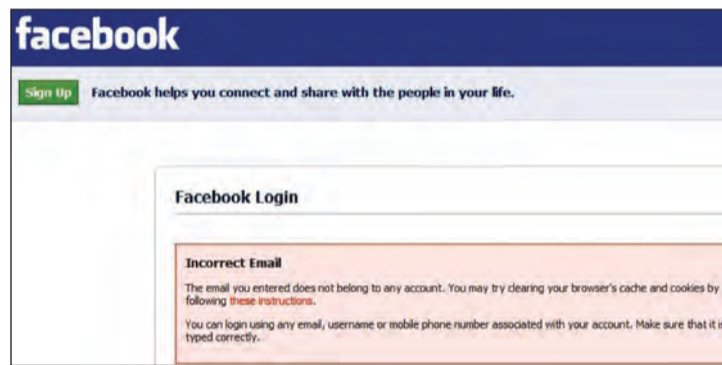 facebook
Sign Up Facebook helps you connect and share with the people in your life.
Facebook Login
Incorrect Email
The email you entered does not belong to any account. You may try clearing your browser's cache and cookies by
following these instructions.
You can login using any email, username or mobile phone number associated with your account. Make sure that it is
typed correctly.